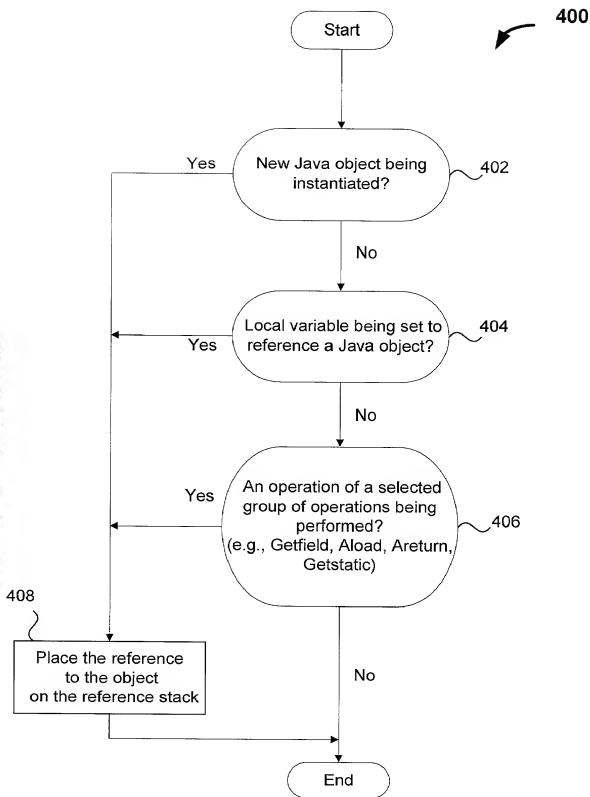 400
Start
New Java object being
instantiated?
402
Yes
No
Local variable being set to
reference a Java object?
404
Yes
No
An operation of a selected
group of operations being
performed?
(e.g., Getfield, Aload, Areturn,
Getstatic)
406
Yes
408
Place the reference
to the object
on the reference stack
No
End